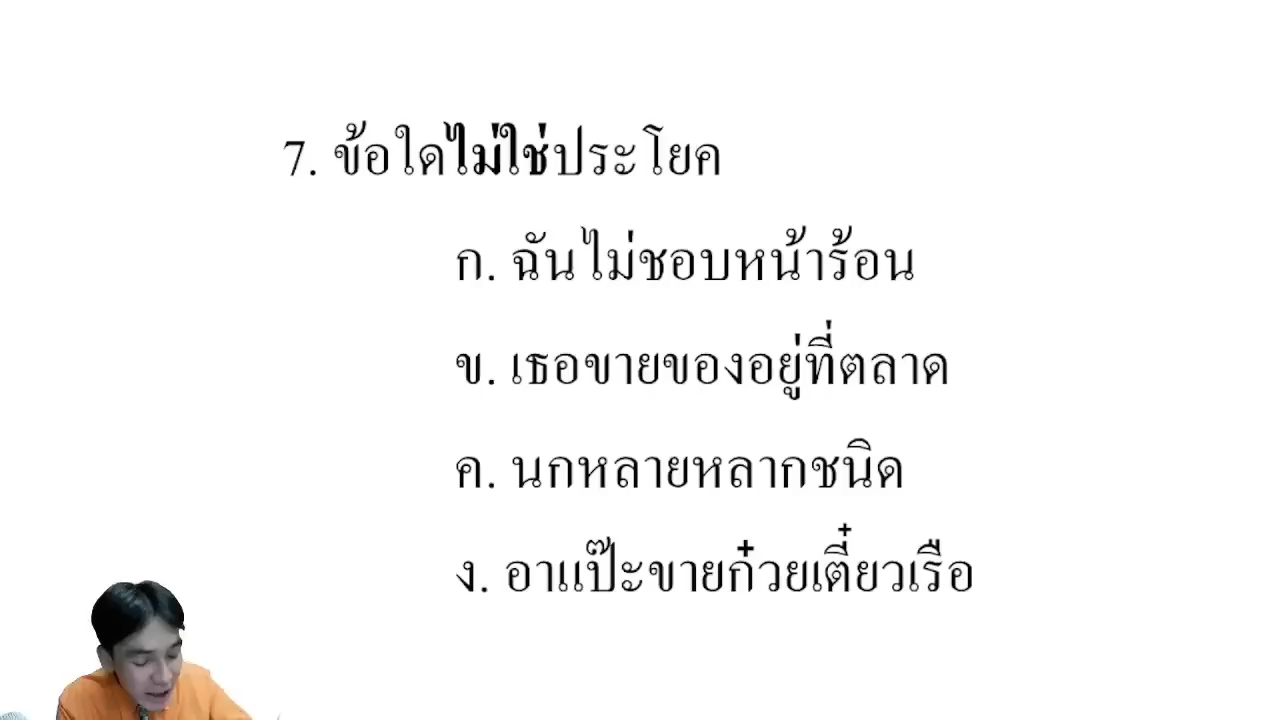 7. ข้อใดไม่ใช่ประโยค
ก. ฉันไม่ชอบหน้าร้อน
ข. เธอขายของอยู่ที่ตลาด
ค. นกหลายหลากชนิด
ง. อาแป๊ะขายก๋วยเตี๋ยวเรือ